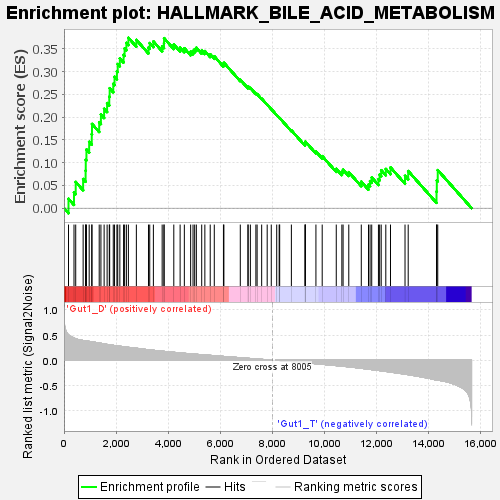 Enrichment plot: HALLMARK_BILE_ACID_METABOLISM
Enrichment score (ES)
0.35
0.30
0.25
0.20
0.15
0.10
0.05
0.00
Ranked list metric (Signal2Noise)
1.0
0.5
0.0
-0.5
-1.0
'Gut1_D' (positively correlated)
Zero cross at 8005
'Gut1_T' (negatively correlated)
0
2,000
4,000
6,000
8,000
10,000
12,000
14,000
16,000
Rank in Ordered Dataset
Enrichment profile
Hits
Ranking metric scores